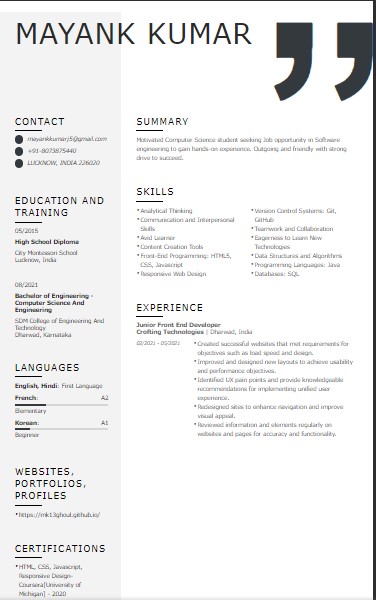 MAYANK KUMAR
CONTACT
mayankkumarj5@gmail.com
+91-8073875440
LUCKNOW, INDIA 226020
EDUCATION AND
TRAINING
05/2015
High School Diploma
City Montessori School
Lucknow, India
08/2021
Bachelor of Engineering -
Computer Science And
Engineering
SDM College of Engineering And
Technology
Dharwad, Karnataka
LANGUAGES
English, Hindi: First Language
French: A2
Elementary
Korean: A1
Beginner
WEBSITES,
PORTFOLIOS,
PROFILES
https://mk13ghoul.github.io/
CERTIFICATIONS
HTML, CSS, Javascript,
Responsive Design-
Coursera[University of
Michigan] - 2020
SUMMARY
Motivated Computer Science student seeking Job opportunity in Software
engineering to gain hands-on experience. Outgoing and friendly with strong
drive to succeed.
SKILLS
Analytical Thinking
Communication and Interpersonal
Skills
Avid Learner
Content Creation Tools
Front-End Programming: HTML5,
CSS, Javascript
Responsive Web Design
Version Control Systems: Git,
GitHub
Teamwork and Collaboration
Eagerness to Learn New
Technologies
Data Structures and Algorithms
Programming Languages: Java
Databases: SQL
EXPERIENCE
Junior Front End Developer
Crofting Technologies | Dharwad, India
02/2021 - 05/2021
Created successful websites that met requirements for
objectives such as load speed and design.
Improved and designed new layouts to achieve usability
and performance objectives.
Identified UX pain points and provide knowledgeable
recommendations for implementing unified user
experience.
Redesigned sites to enhance navigation and improve
visual appeal.
Reviewed information and elements regularly on
websites and pages for accuracy and functionality.